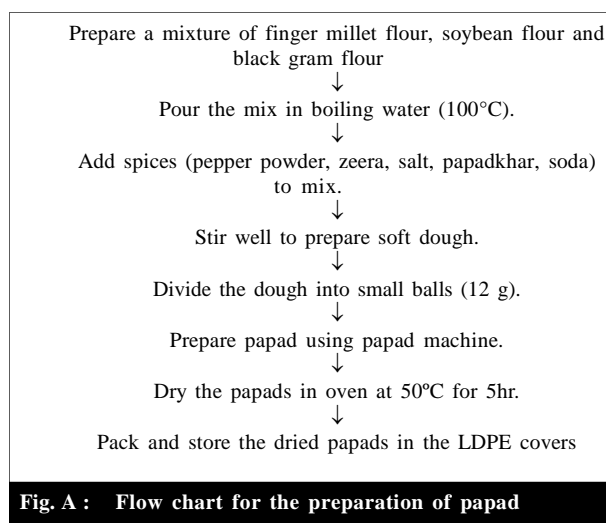 Prepare a mixture of finger millet flour, soybean flour and
black gram flour
↓
Pour the mix in boiling water (100°C).
↓
Add spices (pepper powder, zeera, salt, papadkhar, soda)
to mix.
↓
Stir well to prepare soft dough.
↓
Divide the dough into small balls (12 g).
↓
Prepare papad using papad machine.
↓
Dry the papads in oven at 50ºC for 5hr.
↓
Pack and store the dried papads in the LDPE covers
Fig. A : Flow chart for the preparation of papad